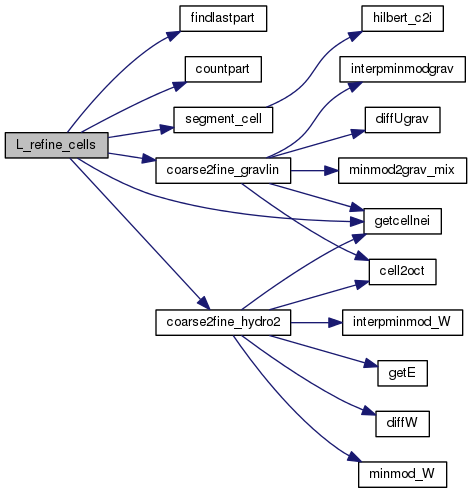 findlastpart
hilbert_c2i
countpart
interpminmodgrav
segment_cell
diffUgrav
L_refine_cells
coarse2fine_gravlin
minmod2grav_mix
getcellnei
cell2oct
coarse2fine_hydro2
interpminmod_W
getE
diffW
minmod_W